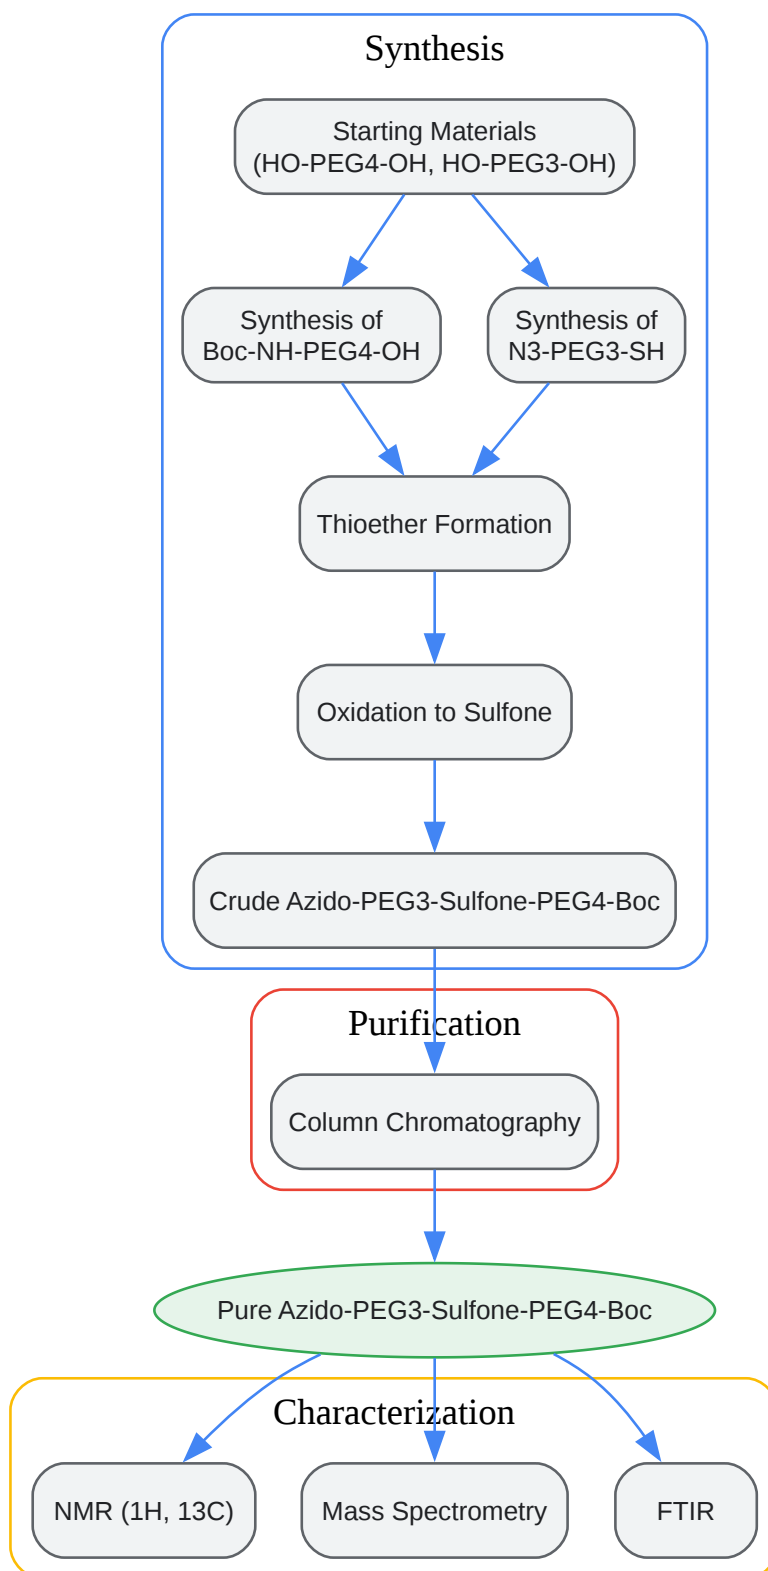 Synthesis
Starting Materials
(HO-PEG4-OH, HO-PEG3-OH)
Synthesis of
Boc-NH-PEG4-OH
Synthesis of
N3-PEG3-SH
Thioether Formation
Oxidation to Sulfone
Crude Azido-PEG3-Sulfone-PEG4-Boc
Purification
Column Chromatography
Pure Azido-PEG3-Sulfone-PEG4-Boc
Characterization
NMR (1H, 13C)
Mass Spectrometry
FTIR